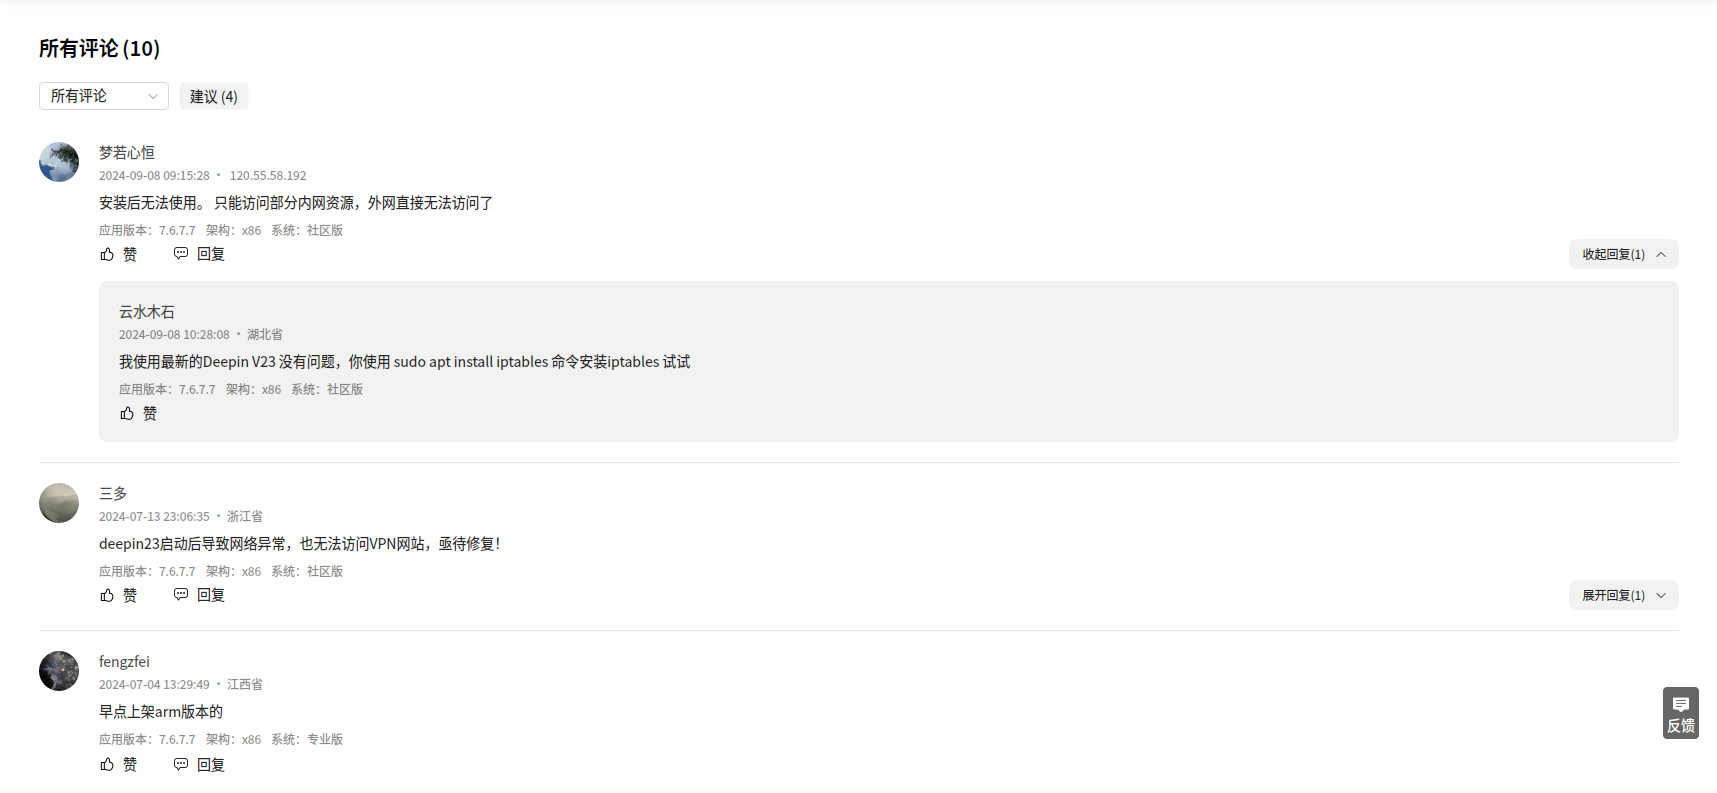 所有评论 (10)
所有评论
建议 (4)
梦若心恒
2024-09-08 09:15:28 · 120.55.58.192
安装后无法使用。 只能访问部分内网资源，外网直接无法访问了
应用版本：7.6.7.7 架构：x86 系统：社区版
赞 回复 收起回复(1)
云水木石
2024-09-08 10:28:08 · 湖北省
我使用最新的Deepin V23 没有问题，你使用 sudo apt install iptables 命令安装iptables 试试
应用版本：7.6.7.7 架构：x86 系统：社区版
赞
三多
2024-07-13 23:06:35 · 浙江省
deepin23启动后导致网络异常，也无法访问VPN网站，亟待修复！
应用版本：7.6.7.7 架构：x86 系统：社区版
赞 回复 展开回复(1)
fengzfei
2024-07-04 13:29:49 · 江西省
早点上架arm版本的
应用版本：7.6.7.7 架构：x86 系统：专业版
赞 回复
反馈